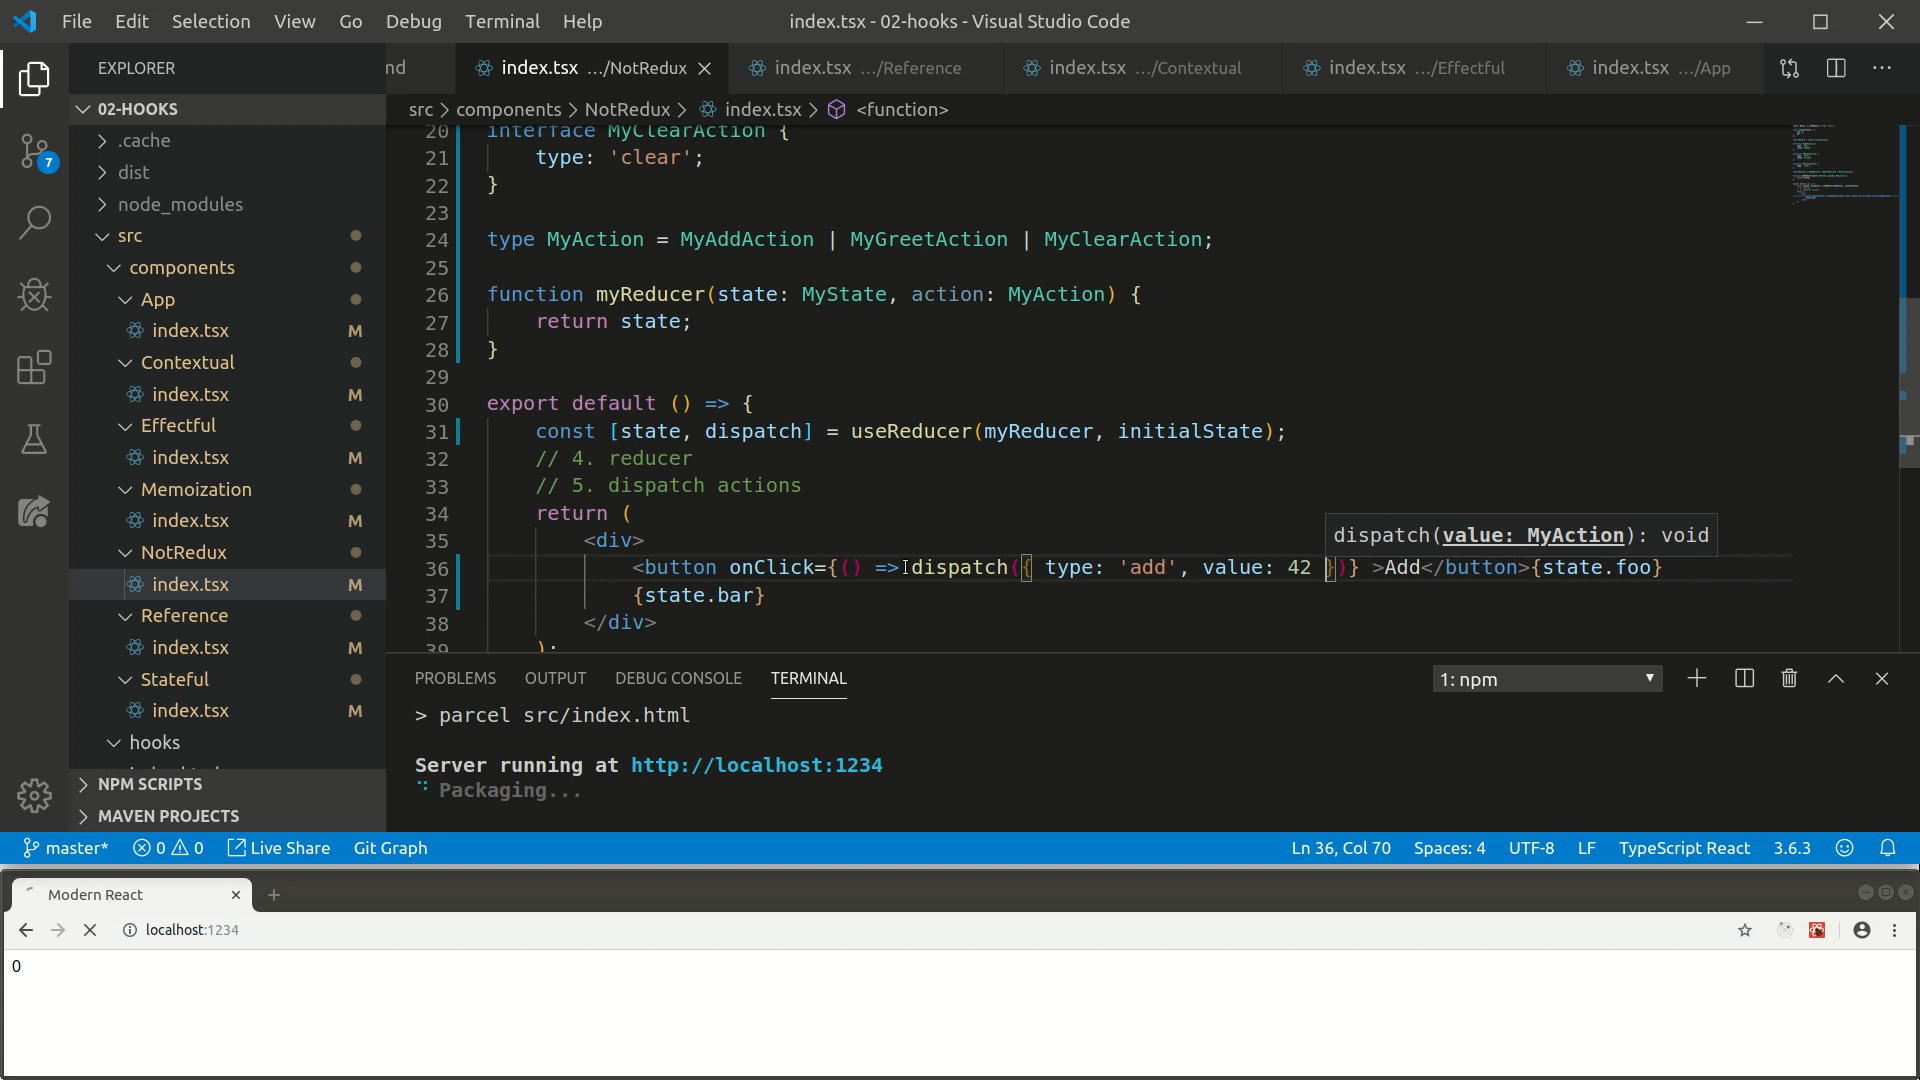 File Edit Selection View Go Debug Terminal Help
index.tsx - 02-hooks - Visual Studio Code
EXPLORER
nd
index.tsx .../NotRedux
index.tsx .../Reference
index.tsx .../Contextual
index.tsx .../Effectful
index.tsx .../App
src > components > NotRedux > index.tsx > <function>
7
02-HOOKS
.cache
dist
node_modules
src
components
App
index.tsx M
Contextual
index.tsx M
Effectful
index.tsx M
Memoization
index.tsx M
NotRedux
index.tsx M
Reference
index.tsx M
Stateful
index.tsx M
hooks
NPM SCRIPTS
MAVEN PROJECTS
20 interface MyClearAction {
21 type: 'clear';
22 }
23
24 type MyAction = MyAddAction | MyGreetAction | MyClearAction;
25
26 function myReducer(state: MyState, action: MyAction) {
27 return state;
28 }
29
30 export default () => {
31 const [state, dispatch] = useReducer(myReducer, initialState);
32 // 4. reducer
33 // 5. dispatch actions
34 return (
35 <div>
dispatch(value: MyAction): void
36 <button onClick={() => dispatch({ type: 'add', value: 42 })} >Add</button>{state.foo}
37 {state.bar}
38 </div>
39 );
PROBLEMS OUTPUT DEBUG CONSOLE TERMINAL
1: npm
> parcel src/index.html
Server running at http://localhost:1234
Packaging...
master* 0 0 Live Share Git Graph
Ln 36, Col 70 Spaces: 4 UTF-8 LF TypeScript React 3.6.3
Modern React
localhost:1234
0